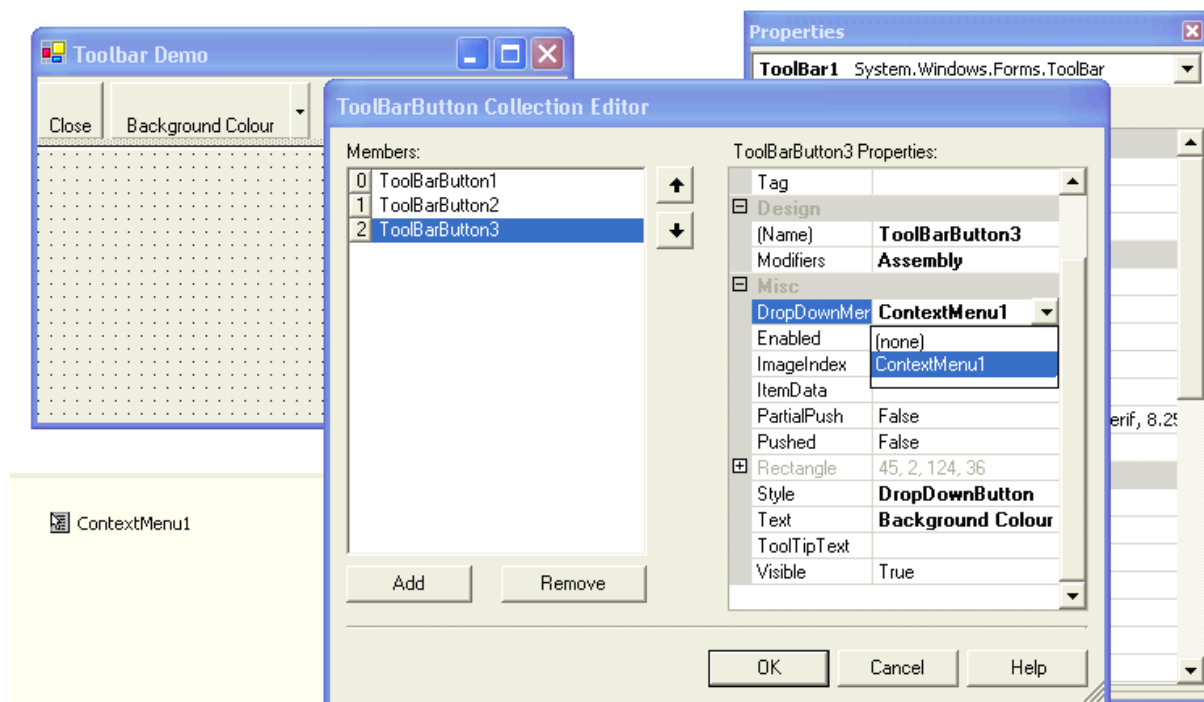 Toolbar Demo
Close
Background Colour
ContextMenu1
Properties
ToolBar1 System.Windows.Forms.ToolBar
erif, 8.25
ToolBarButton Collection Editor
Members:
0 ToolBarButton1
1 ToolBarButton2
2 ToolBarButton3
Add
Remove
ToolBarButton3 Properties:
Tag
Design
(Name) ToolBarButton3
Modifiers Assembly
Misc
DropDownMer ContextMenu1
Enabled
(none)
ImageIndex
ContextMenu1
ItemData
PartialPush False
Pushed False
Rectangle 45, 2, 124, 36
Style DropDownButton
Text Background Colour
ToolTipText
Visible True
OK
Cancel
Help